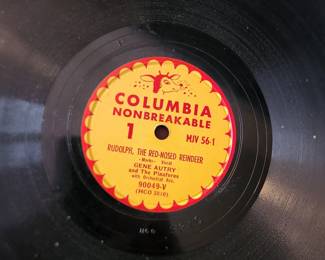 COLUMBIA
NONBREAKABLE
1
MJV 56-1
RUDOLPH, THE RED-NOSED REINDEER
GENE AUTRY
and The Pinafores
with Orchestral Acc.
90049-V